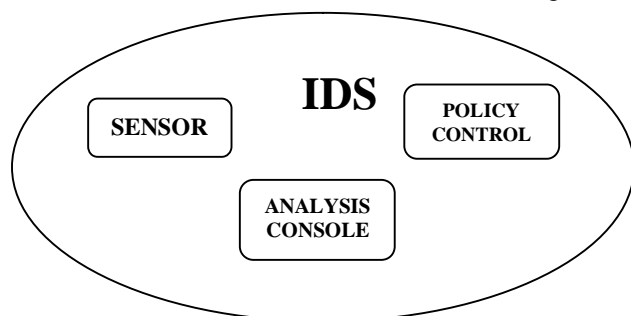 IDS
SENSOR
POLICY
CONTROL
ANALYSIS
CONSOLE